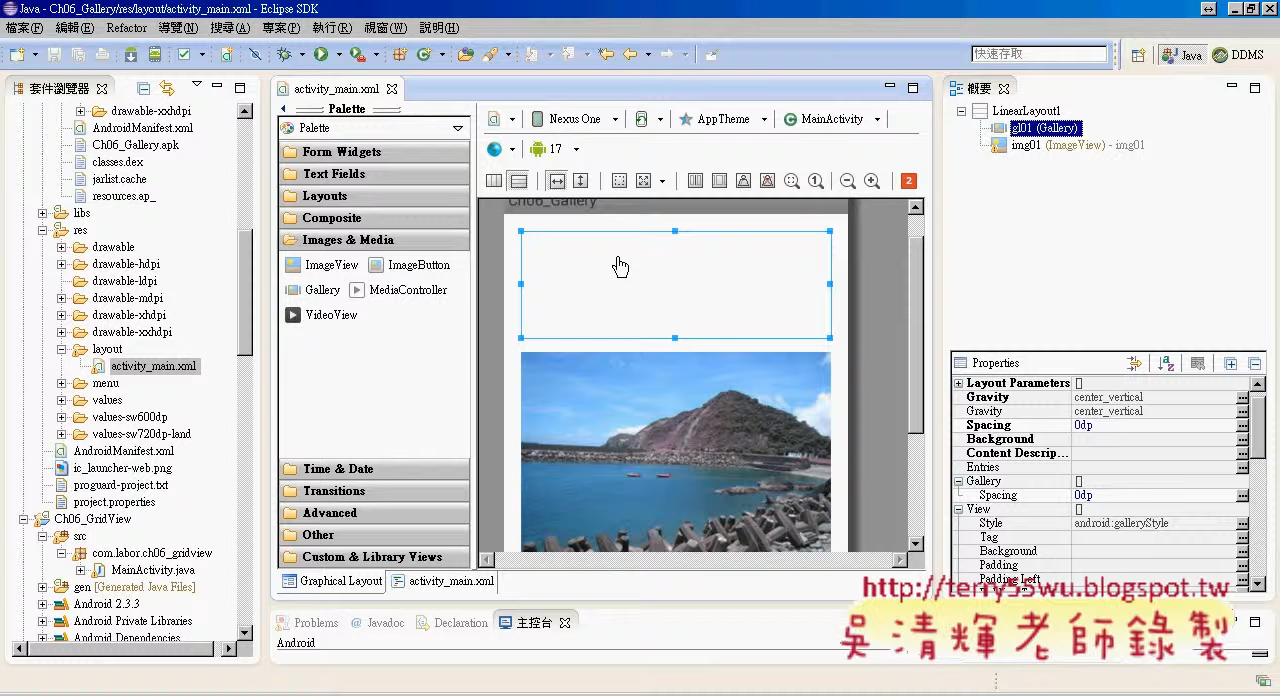 Java - Ch06_Gallery/res/layout/activity_main.xml - Eclipse SDK
檔案(F) 編輯(E) Refactor 導覽(N) 搜尋(A) 專案(P) 執行(R) 視窗(W) 說明(H)
快速存取 Java DDMS
套件瀏覽器
drawable-xxhdpi
AndroidManifest.xml
Ch06_Gallery.apk
classes.dex
jarlist.cache
resources.ap_
libs
res
drawable
drawable-hdpi
drawable-ldpi
drawable-mdpi
drawable-xhdpi
drawable-xxhdpi
layout
activity_main.xml
menu
values
values-sw600dp
values-sw720dp-land
AndroidManifest.xml
ic_launcher-web.png
proguard-project.txt
project.properties
Ch06_GridView
src
com.labor.ch06_gridview
MainActivity.java
gen [Generated Java Files]
Android 2.3.3
Android Private Libraries
Android Dependencies
activity_main.xml
Palette
Palette
Form Widgets
Text Fields
Layouts
Composite
Images & Media
ImageView ImageButton
Gallery MediaController
VideoView
Time & Date
Transitions
Advanced
Other
Custom & Library Views
Graphical Layout activity_main.xml
Nexus One AppTheme MainActivity
17
2
Ch06_Gallery
Problems Javadoc Declaration 主控台
Android
概要
LinearLayout1
gl01 (Gallery)
img01 (ImageView) - img01
Properties
Layout Parameters []
Gravity center_vertical
Gravity center_vertical
Spacing 0dp
Background
Content Descrip...
Entries
Gallery []
Spacing 0dp
View []
Style android:galleryStyle
Tag
Background
Padding
Padding Left
http://terry55wu.blogspot.tw
吳清輝老師錄製